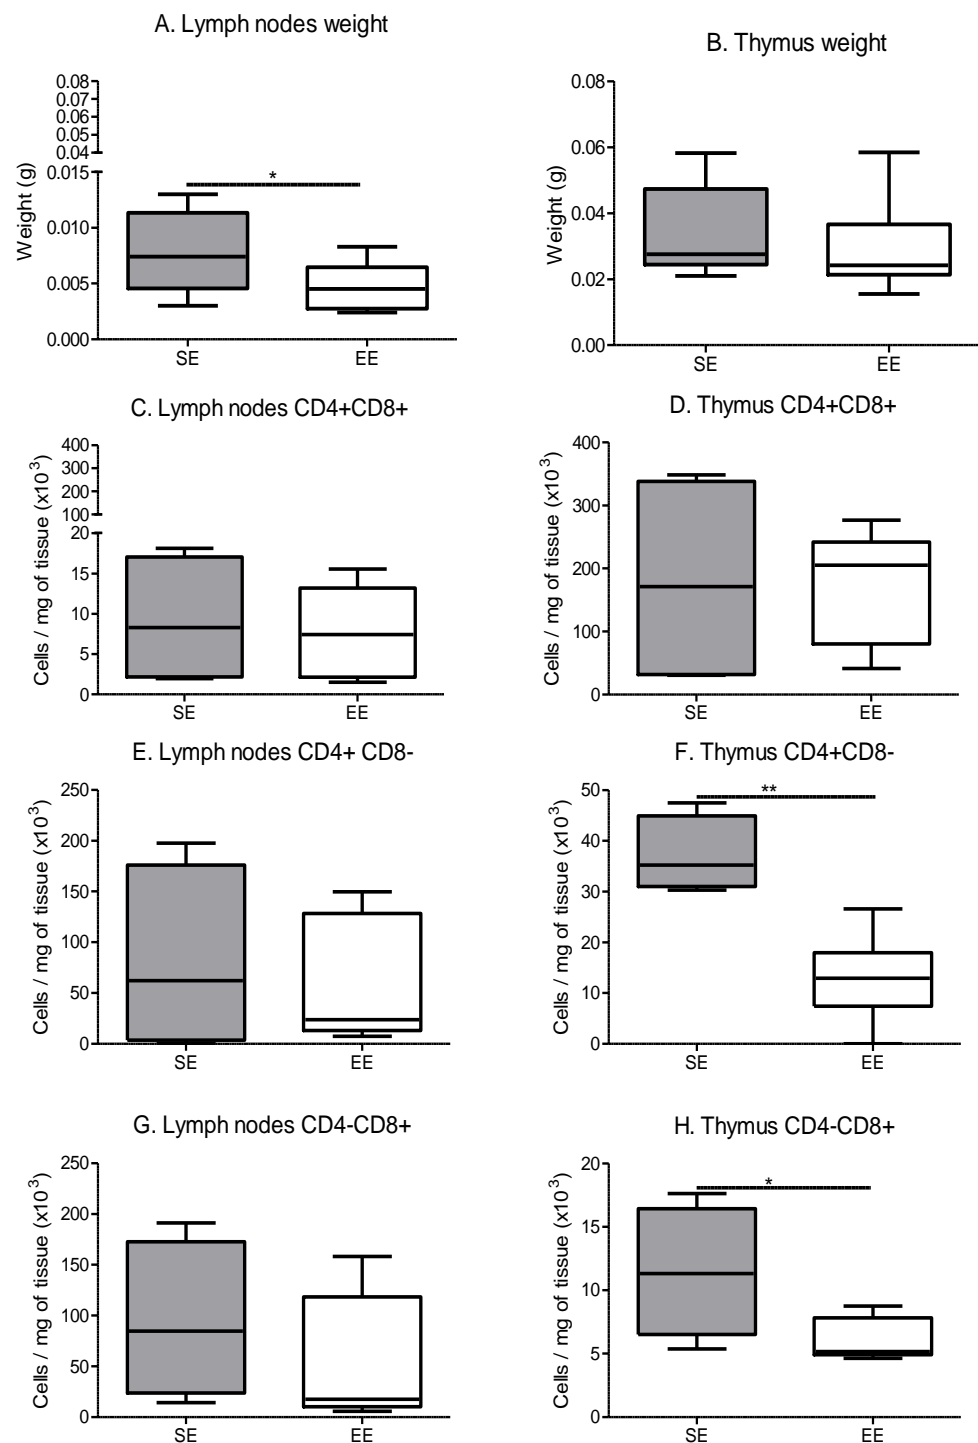 A. Lymph nodes weight
Weight (g)
0.08
0.07
0.06
0.05
0.04
0.015
0.010
0.005
0.000
*
SE EE
B. Thymus weight
Weight (g)
0.08
0.06
0.04
0.02
0.00
SE EE
C. Lymph nodes CD4+CD8+
Cells / mg of tissue (x10³)
400
300
200
100
20
15
10
5
0
SE EE
D. Thymus CD4+CD8+
Cells / mg of tissue (x10³)
400
300
200
100
0
SE EE
E. Lymph nodes CD4+ CD8-
Cells / mg of tissue (x10³)
250
200
150
100
50
0
SE EE
F. Thymus CD4+CD8-
Cells / mg of tissue (x10³)
50
40
30
20
10
0
**
SE EE
G. Lymph nodes CD4-CD8+
Cells / mg of tissue (x10³)
250
200
150
100
50
0
SE EE
H. Thymus CD4-CD8+
Cells / mg of tissue (x10³)
20
15
10
5
0
*
SE EE